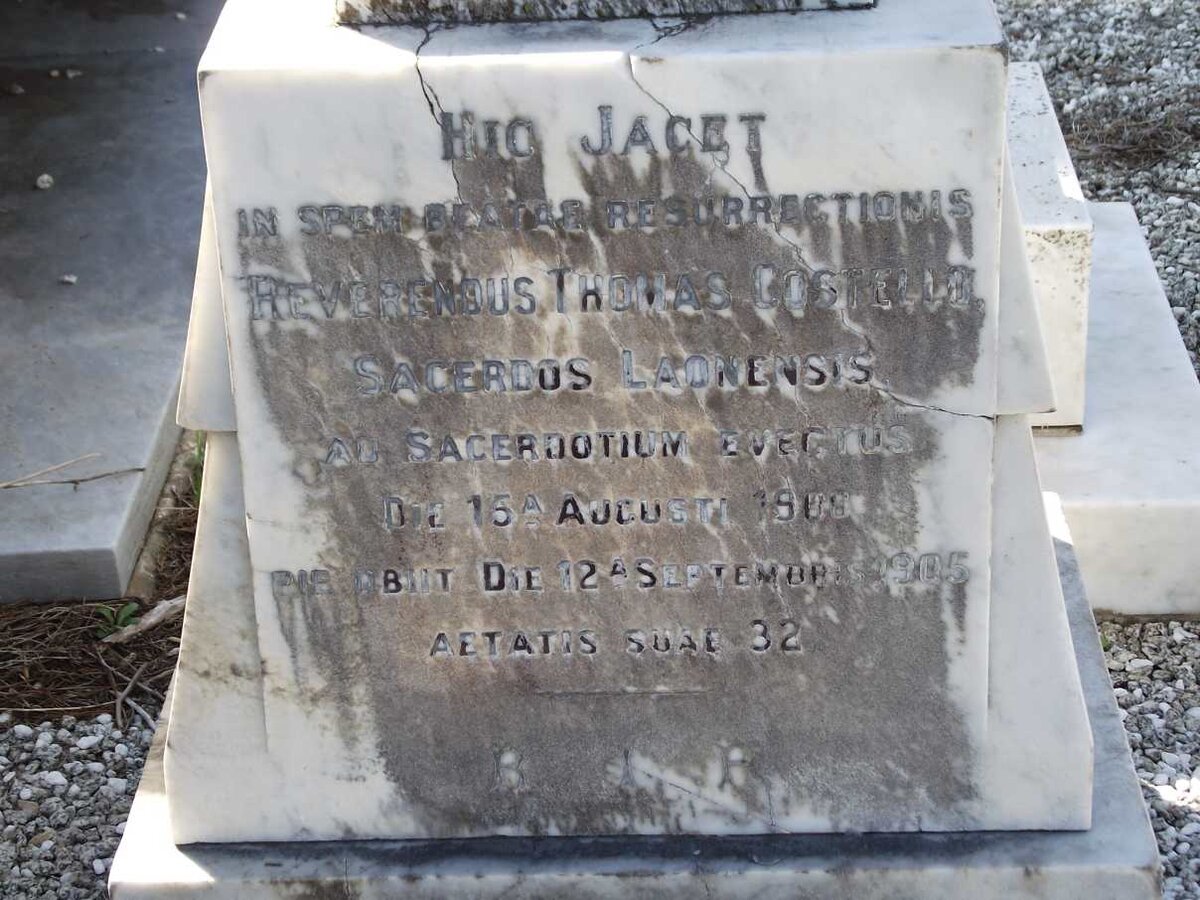 HIC JACET
IN SPEM BEATAE RESURRECTIONIS
REVERENDUS THOMAS COSTELLO,
SACERDOS LAONENSIS,
AD SACERDOTIUM EVECTUS
DIE 15A AUGUSTI
PIE OBIIT DIE 12A SEPTEMBRIS 1905
AETATIS SUAE 32
R I P